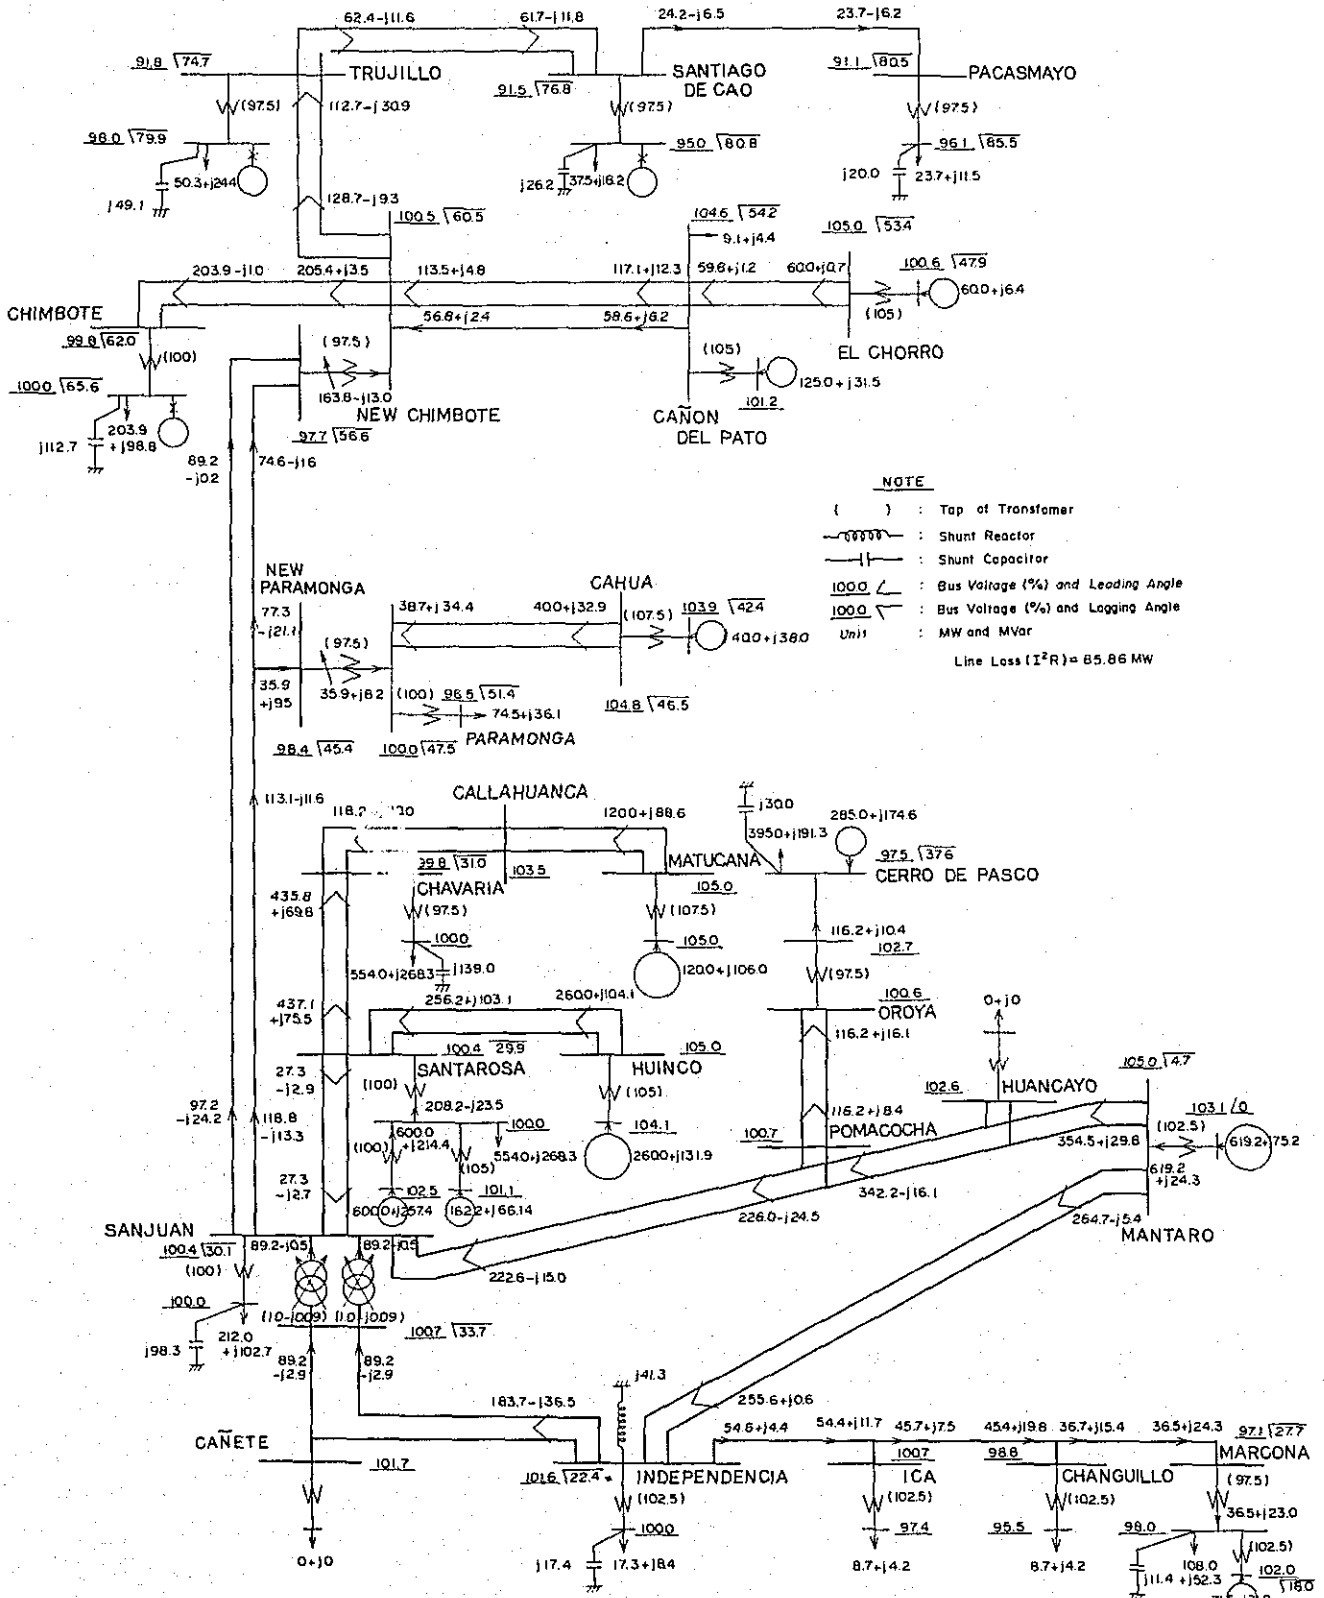 62.4-j11.6
61.7-j11.8
24.2-j6.5
23.7-j6.2
91.8 74.7
TRUJILLO
112.7-j30.9
(97.5)
98.0 79.9
j49.1
50.3+j24.4
128.7-j9.3
91.5 76.8
SANTIAGO
DE CAO
(97.5)
95.0 80.8
j26.2
37.5+j18.2
91.1 80.5
PACASMAYO
(97.5)
96.1 85.5
j20.0
23.7+j11.5
100.5 60.5
104.6 54.2
9.1+j4.4
105.0 53.4
203.9-j1.0
205.4+j3.5
113.5+j4.8
117.1+j12.3
59.6+j1.2
60.0+j0.7
100.6 47.9
60.0+j6.4
(105)
CHIMBOTE
99.8 62.0
(100)
56.8+j2.4
58.6+j6.2
EL CHORRO
(97.5)
163.8-j13.0
NEW CHIMBOTE
97.7 56.6
(105)
125.0+j31.5
101.2
CAÑON
DEL PATO
100.0 65.6
j112.7
203.9
+j98.8
89.2
-j0.2
74.6-j1.6
NOTE
( ) : Tap of Transfomer
: Shunt Reactor
: Shunt Capacitor
100.0 : Bus Voltage (%) and Leading Angle
100.0 : Bus Voltage (%) and Lagging Angle
Unit : MW and MVar
Line Loss (I²R)= 85.86 MW
NEW
PARAMONGA
77.3
-j21.1
(97.5)
35.9
+j9.5
35.9+j8.2
98.4 45.4
38.7+j34.4
40.0+j32.9
CAHUA
(107.5)
103.9 42.4
40.0+j38.0
104.8 46.5
(100)
96.5 51.4
74.5+j36.1
PARAMONGA
100.0 47.5
113.1-j11.6
CALLAHUANCA
120.0+j88.6
103.5
99.8 31.0
CHAVARIA
435.8
+j69.8
(97.5)
100.0
554.0+j268.3
j139.0
MATUCANA
105.0
(107.5)
105.0
120.0+j106.0
j30.0
395.0+j191.3
285.0+j174.6
97.5 37.6
CERRO DE PASCO
116.2+j10.4
102.7
(97.5)
100.6
OROYA
116.2+j16.1
116.2+j8.4
100.7
POMACOCHA
0+j0
102.6
HUANCAYO
105.0 4.7
103.1 /0
(102.5)
619.2+75.2
619.2
+j24.3
354.5+j29.8
342.2-j16.1
226.0-j24.5
264.7-j5.4
MANTARO
437.1
+j75.5
256.2+j103.1
260.0+j104.1
100.4 29.9
SANTAROSA
105.0
HUINCO
(105)
104.1
260.0+j131.9
27.3
-j2.9
(100)
208.2-j23.5
100.0
554.0+j268.3
600.0
+j214.4
(100)
(105)
102.5
101.1
600.0+j257.4
162.2+j66.14
97.2
-j24.2
118.8
-j13.3
27.3
-j2.7
SANJUAN
100.4 30.1
89.2-j0.5
89.2-j0.5
222.6-j15.0
(100)
100.0
j98.3
212.0
+j102.7
(1.0-j0.09)
(1.0-j0.09)
100.7 33.7
89.2
-j2.9
89.2
-j2.9
183.7-j36.5
j41.3
255.6+j0.6
CAÑETE
101.7
0+j0
101.6 22.4
INDEPENDENCIA
(102.5)
100.0
j17.4
17.3+j8.4
54.6+j4.4
54.4+j11.7
45.7+j7.5
45.4+j19.8
36.7+j15.4
36.5+j24.3
100.7
ICA
(102.5)
97.4
8.7+j4.2
98.8
CHANGUILLO
(102.5)
95.5
8.7+j4.2
97.1 27.7
MARCONA
(97.5)
36.5+j23.0
98.0
j11.4
108.0
+j52.3
(102.5)
102.0
18.0